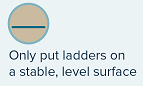 Only put ladders on
a stable, level surface